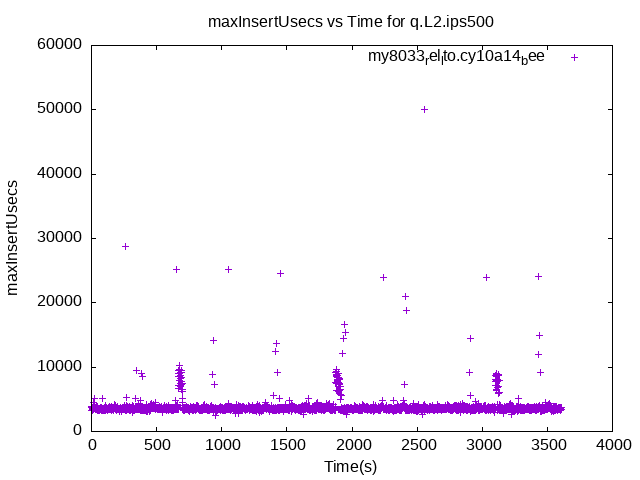 maxInsertUsecs vs Time for q.L2.ips500
my8033_rel_lto.cy10a14_bee
60000
50000
40000
30000
20000
10000
0
maxInsertUsecs
0 500 1000 1500 2000 2500 3000 3500 4000
Time(s)